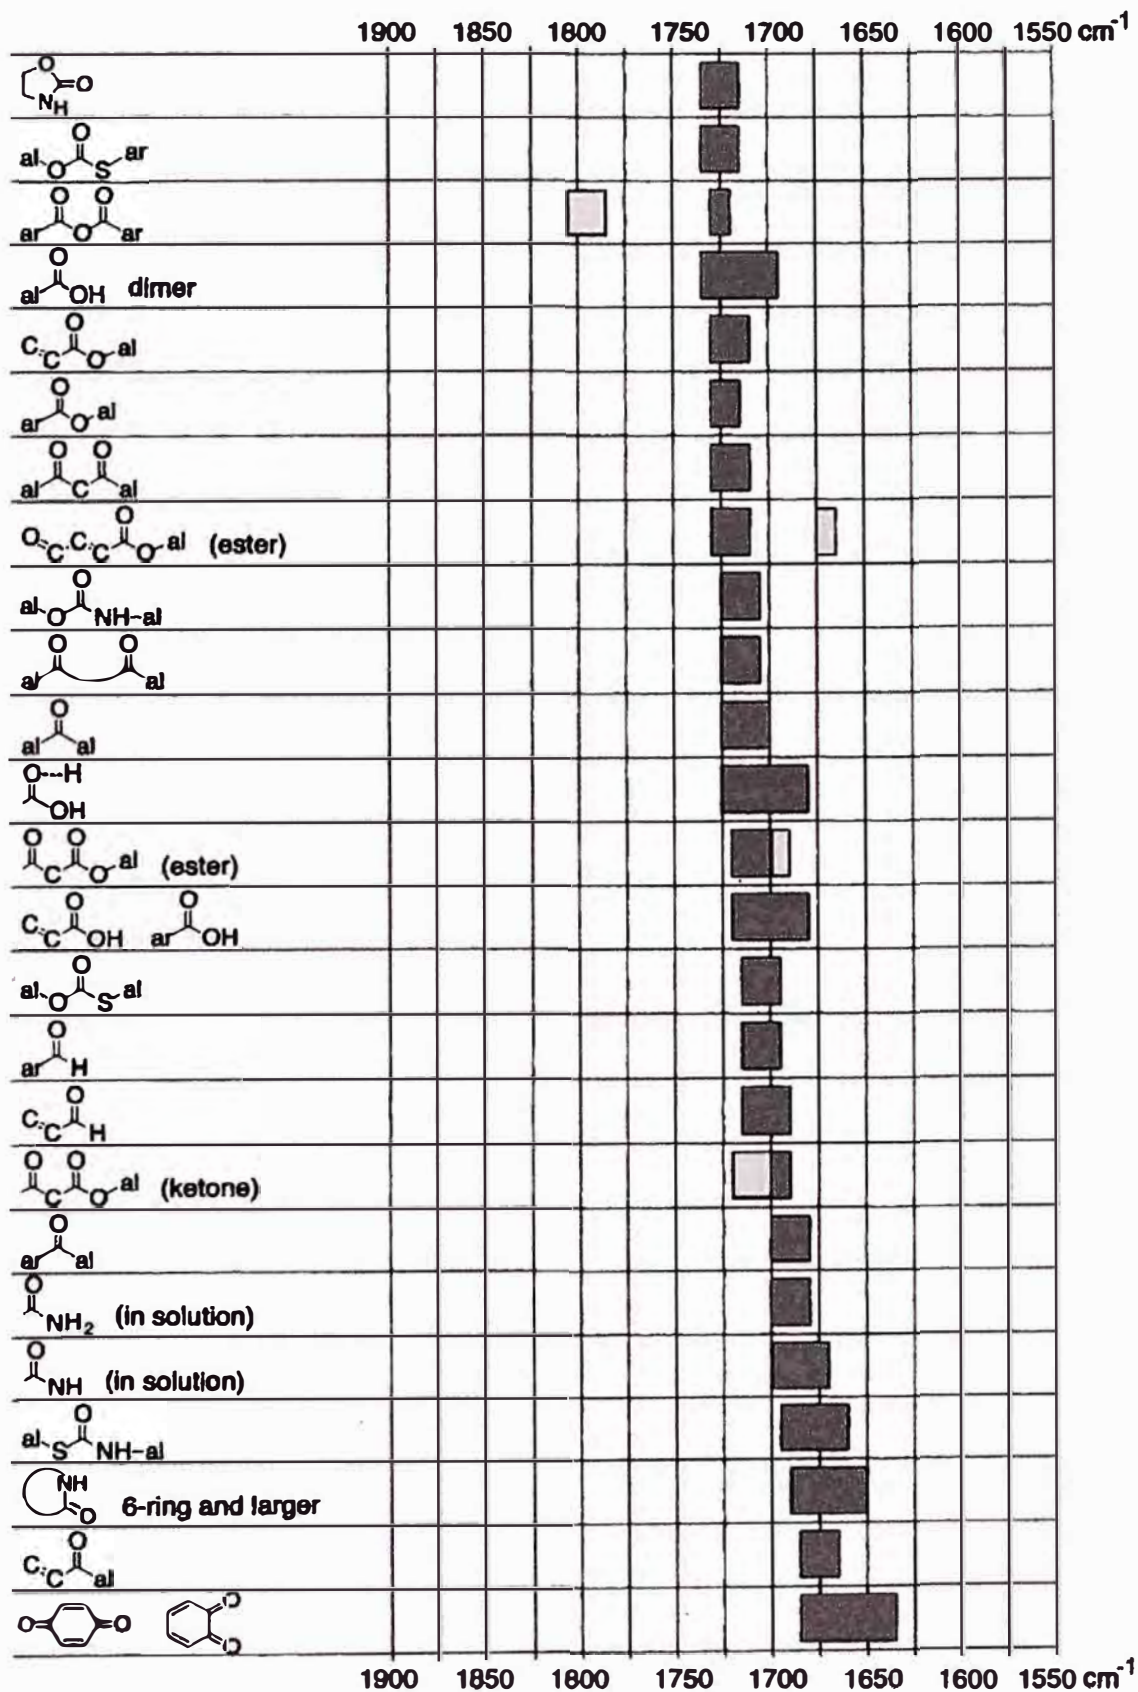 1900 1850 1800 1750 1700 1650 1600 1550 cm⁻¹
O
O
NH
O
al O S ar
O O
ar O ar
O
al OH dimer
O
C C O al
O
ar O al
O O
al C al
O
O C C C O al (ester)
O
al O NH-al
O O
al al
O
al al
O---H
OH
O O
C O al (ester)
O O
C C OH ar OH
O
al O S al
O
ar H
O
C C H
O O
C O al (ketone)
O
ar al
O
NH₂ (in solution)
O
NH (in solution)
O
al S NH-al
NH
O 6-ring and larger
O
C C al
O O O
O
1900 1850 1800 1750 1700 1650 1600 1550 cm⁻¹